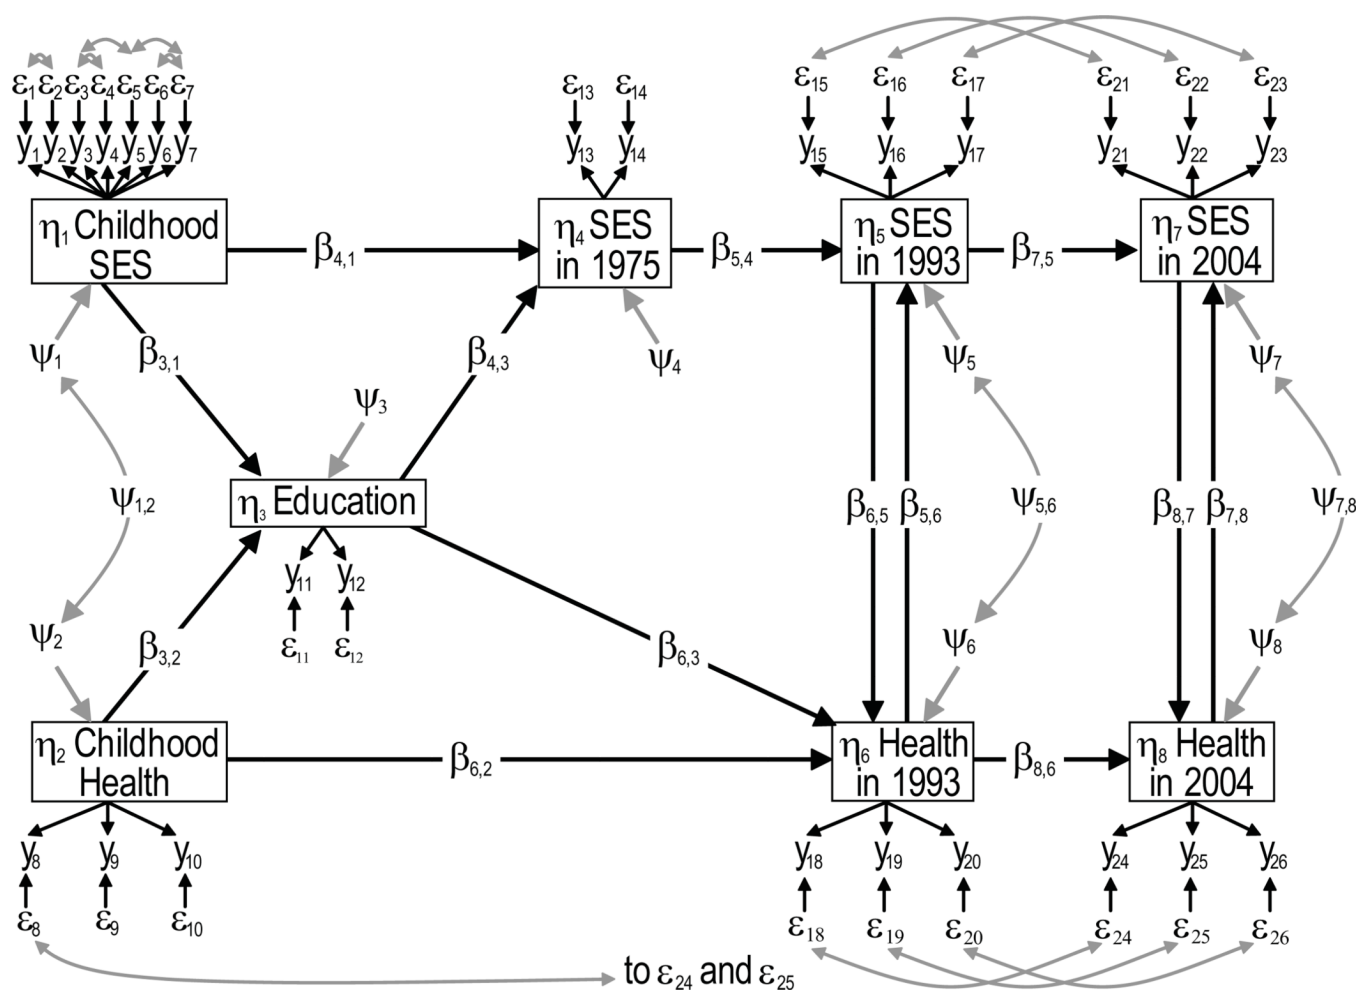 ε1 ε2 ε3 ε4 ε5 ε6 ε7 ε13 ε14 ε15 ε16 ε17 ε21 ε22 ε23
y1 y2 y3 y4 y5 y6 y7 y13 y14 y15 y16 y17 y21 y22 y23
η1 Childhood
SES
β4,1
η4 SES
in 1975
β5,4
η5 SES
in 1993
β7,5
η7 SES
in 2004
ψ1 β3,1 β4,3 ψ4 ψ5 ψ7
ψ3
ψ1,2
η3 Education
β6,5 β5,6 ψ5,6 β8,7 β7,8 ψ7,8
y11 y12
ε11 ε12
ψ2 β3,2 β6,3 ψ6 ψ8
η2 Childhood
Health
β6,2
η6 Health
in 1993
β8,6
η8 Health
in 2004
y8 y9 y10 y18 y19 y20 y24 y25 y26
ε8 ε9 ε10 ε18 ε19 ε20 ε24 ε25 ε26
to ε24 and ε25